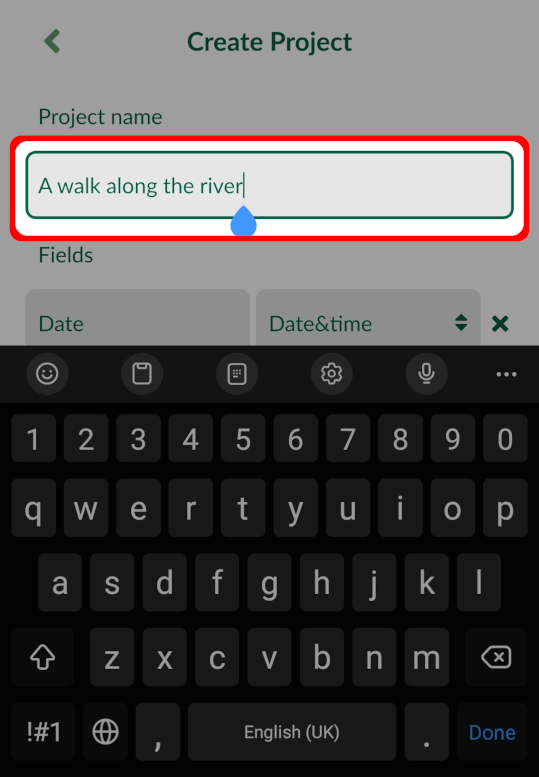 Create Project
Project name
A walk along the river
Fields
Date Date&time
1 2 3 4 5 6 7 8 9 0
q w e r t y u i o p
a s d f g h j k l
z x c v b n m
!#1 , English (UK) . Done